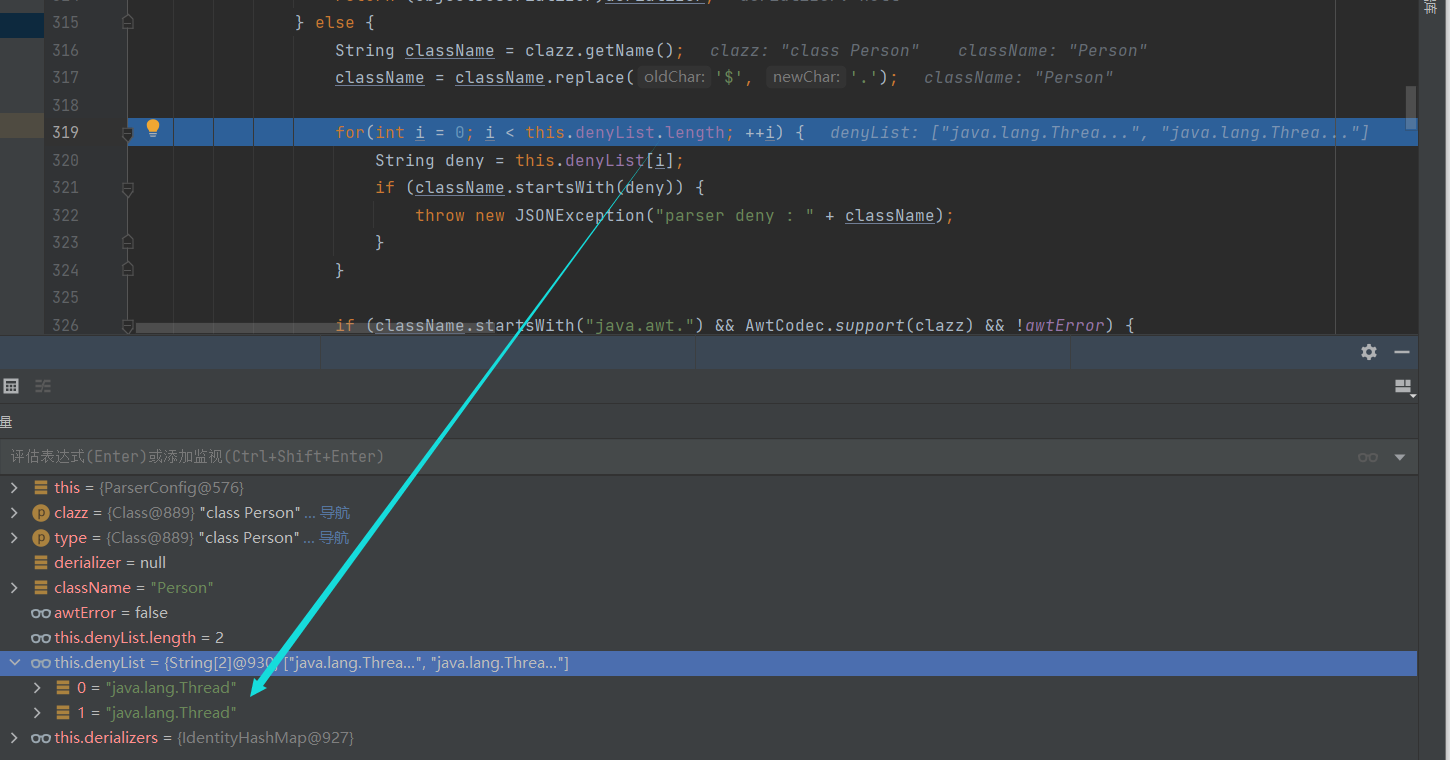 315 } else {
316 String className = clazz.getName(); clazz: "class Person" className: "Person"
317 className = className.replace( oldChar: '$', newChar: '.'); className: "Person"
318
319 for(int i = 0; i < this.denyList.length; ++i) { denyList: ["java.lang.Threa...", "java.lang.Threa..."]
320 String deny = this.denyList[i];
321 if (className.startsWith(deny)) {
322 throw new JSONException("parser deny : " + className);
323 }
324 }
325
326 if (className.startsWith("java.awt.") && AwtCodec.support(clazz) && !awtError) {
量
评估表达式(Enter)或添加监视(Ctrl+Shift+Enter)
this = {ParserConfig@576}
clazz = {Class@889} "class Person" ... 导航
type = {Class@889} "class Person" ... 导航
derializer = null
className = "Person"
awtError = false
this.denyList.length = 2
this.denyList = {String[2]@930} ["java.lang.Threa...", "java.lang.Threa..."]
0 = "java.lang.Thread"
1 = "java.lang.Thread"
this.derializers = {IdentityHashMap@927}